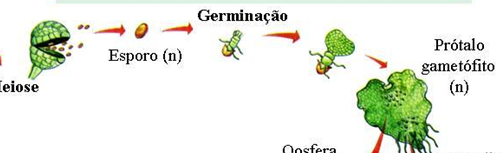 Germinação
Esporo (n)
Prótalo
gametófito
(n)
Meiose
Oosfera